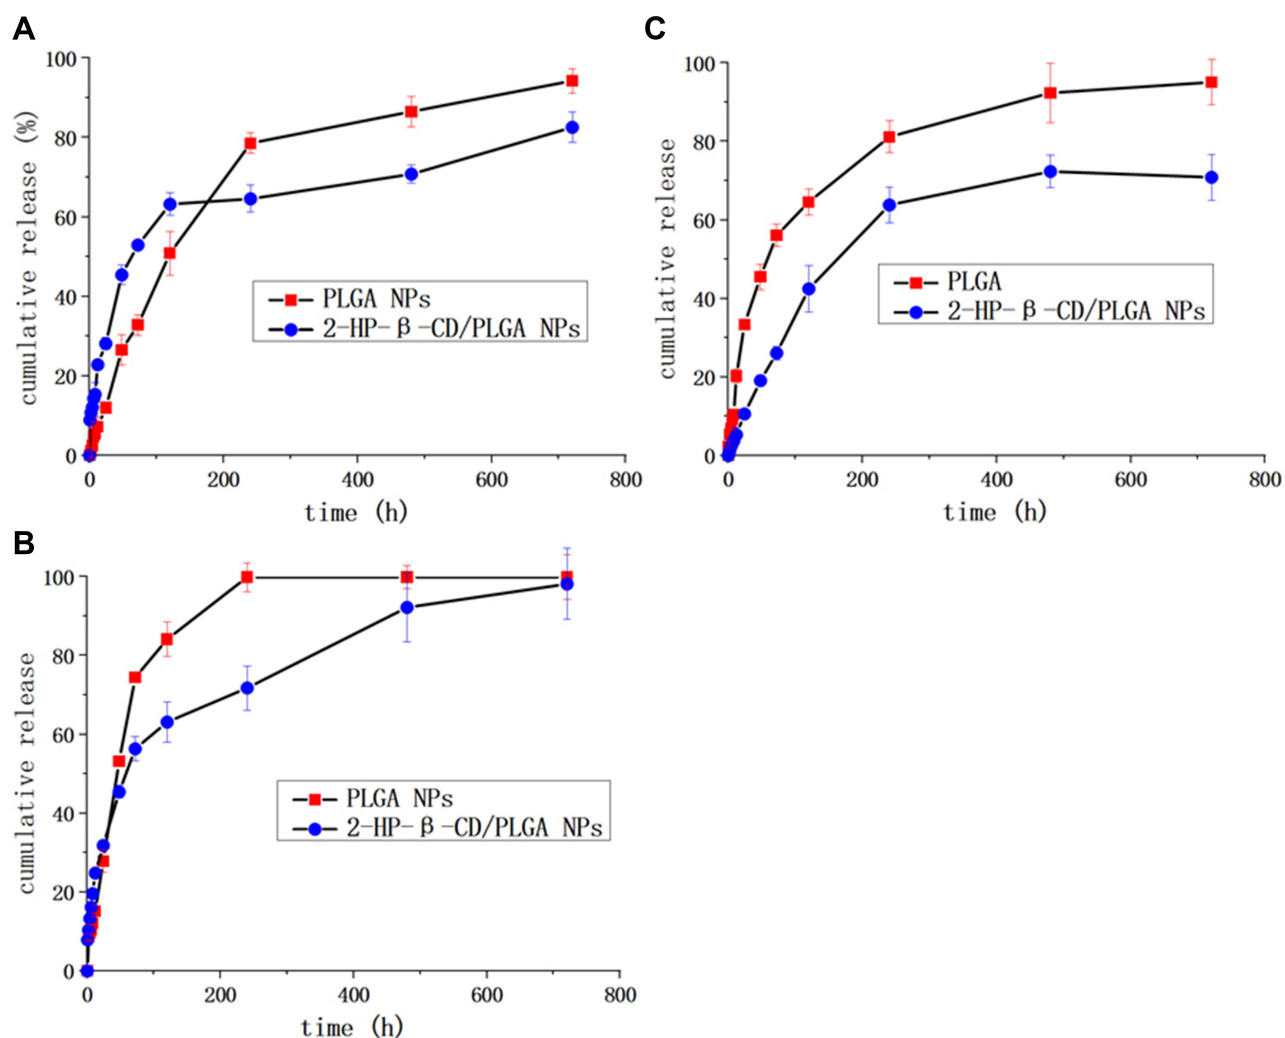 A
100
80
60
40
20
0
0 200 400 600 800
cumulative release (%)
time (h)
PLGA NPs
2-HP-β-CD/PLGA NPs
C
100
80
60
40
20
0
0 200 400 600 800
cumulative release
time (h)
PLGA
2-HP-β-CD/PLGA NPs
B
100
80
60
40
20
0
0 200 400 600 800
cumulative release
time (h)
PLGA NPs
2-HP-β-CD/PLGA NPs